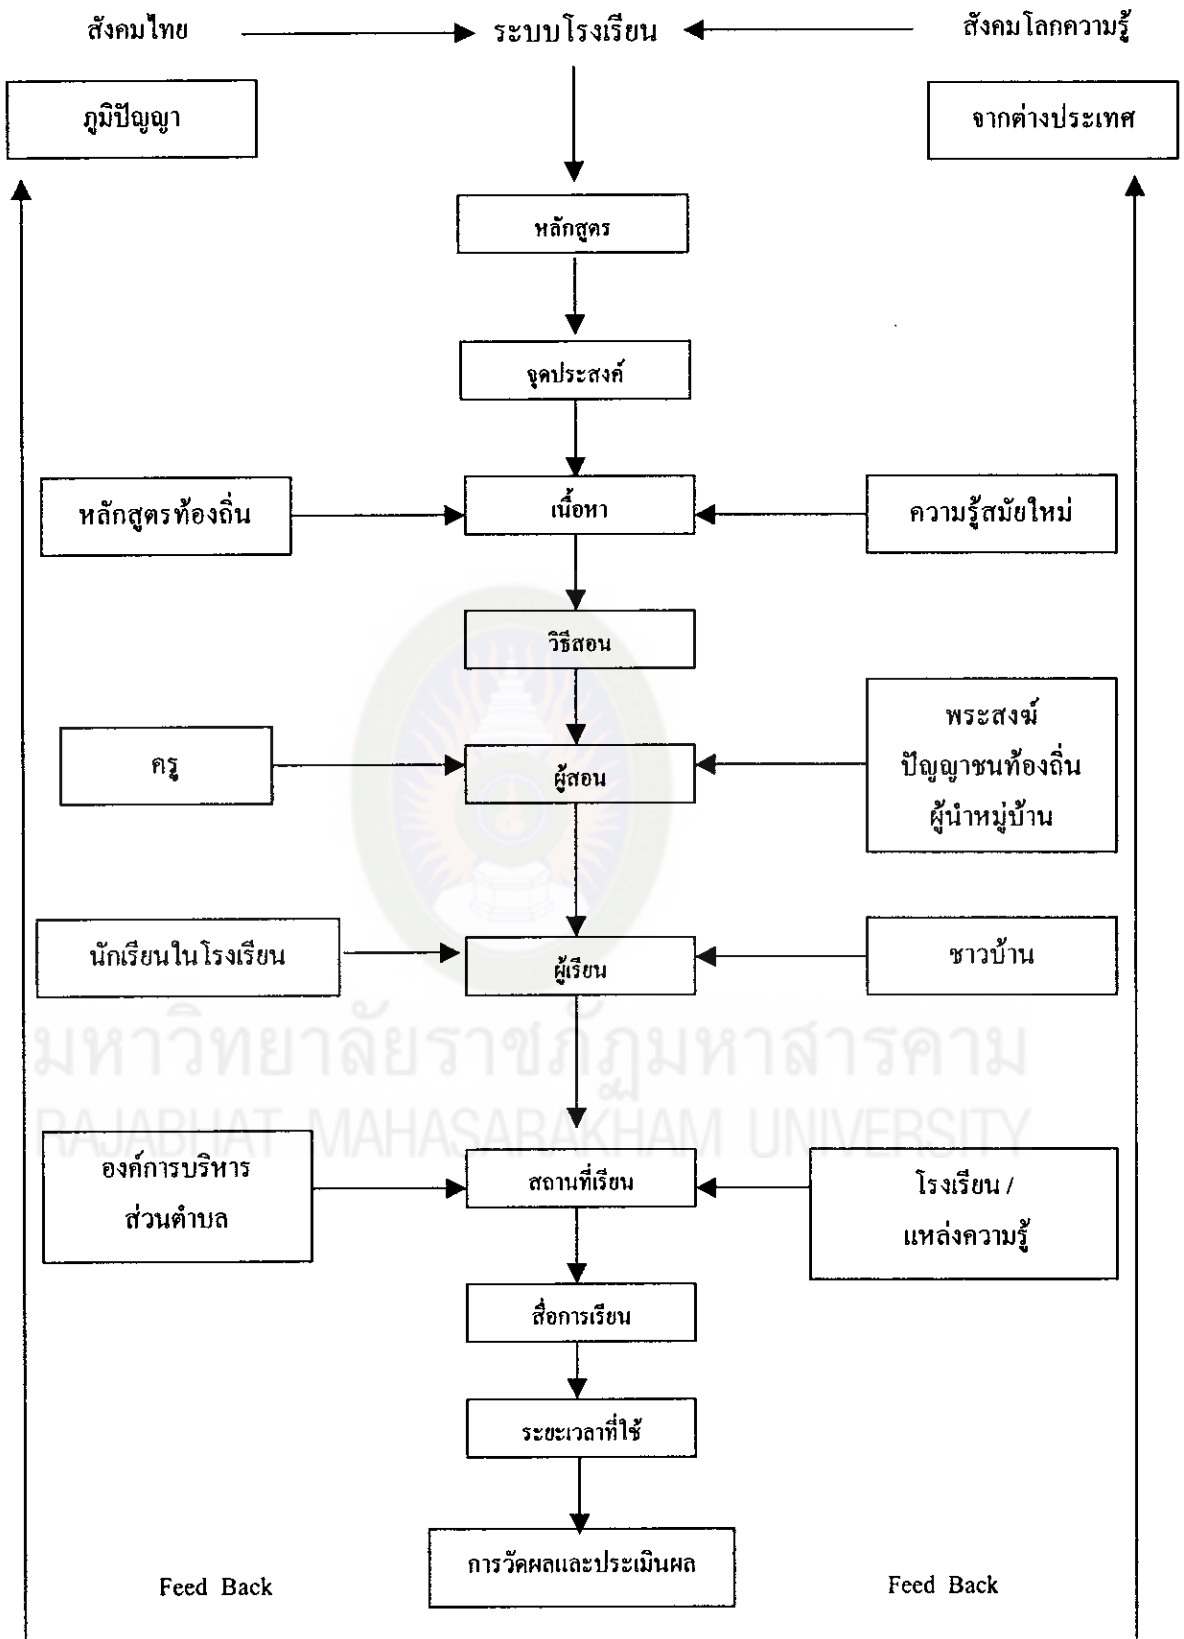 สังคมไทย
ระบบโรงเรียน
สังคมโลกความรู้
ภูมิปัญญา
จากต่างประเทศ
หลักสูตร
จุดประสงค์
หลักสูตรท้องถิ่น
เนื้อหา
ความรู้สมัยใหม่
วิธีสอน
ครู
ผู้สอน
พระสงฆ์
ปัญญาชนท้องถิ่น
ผู้นำหมู่บ้าน
นักเรียนในโรงเรียน
ผู้เรียน
ชาวบ้าน
มหาวิทยาลัยราชภัฏมหาสารคาม
RAJABHAT MAHASARAKHAM UNIVERSITY
องค์การบริหาร
ส่วนตำบล
สถานที่เรียน
โรงเรียน /
แหล่งความรู้
สื่อการเรียน
ระยะเวลาที่ใช้
การวัดผลและประเมินผล
Feed Back
Feed Back